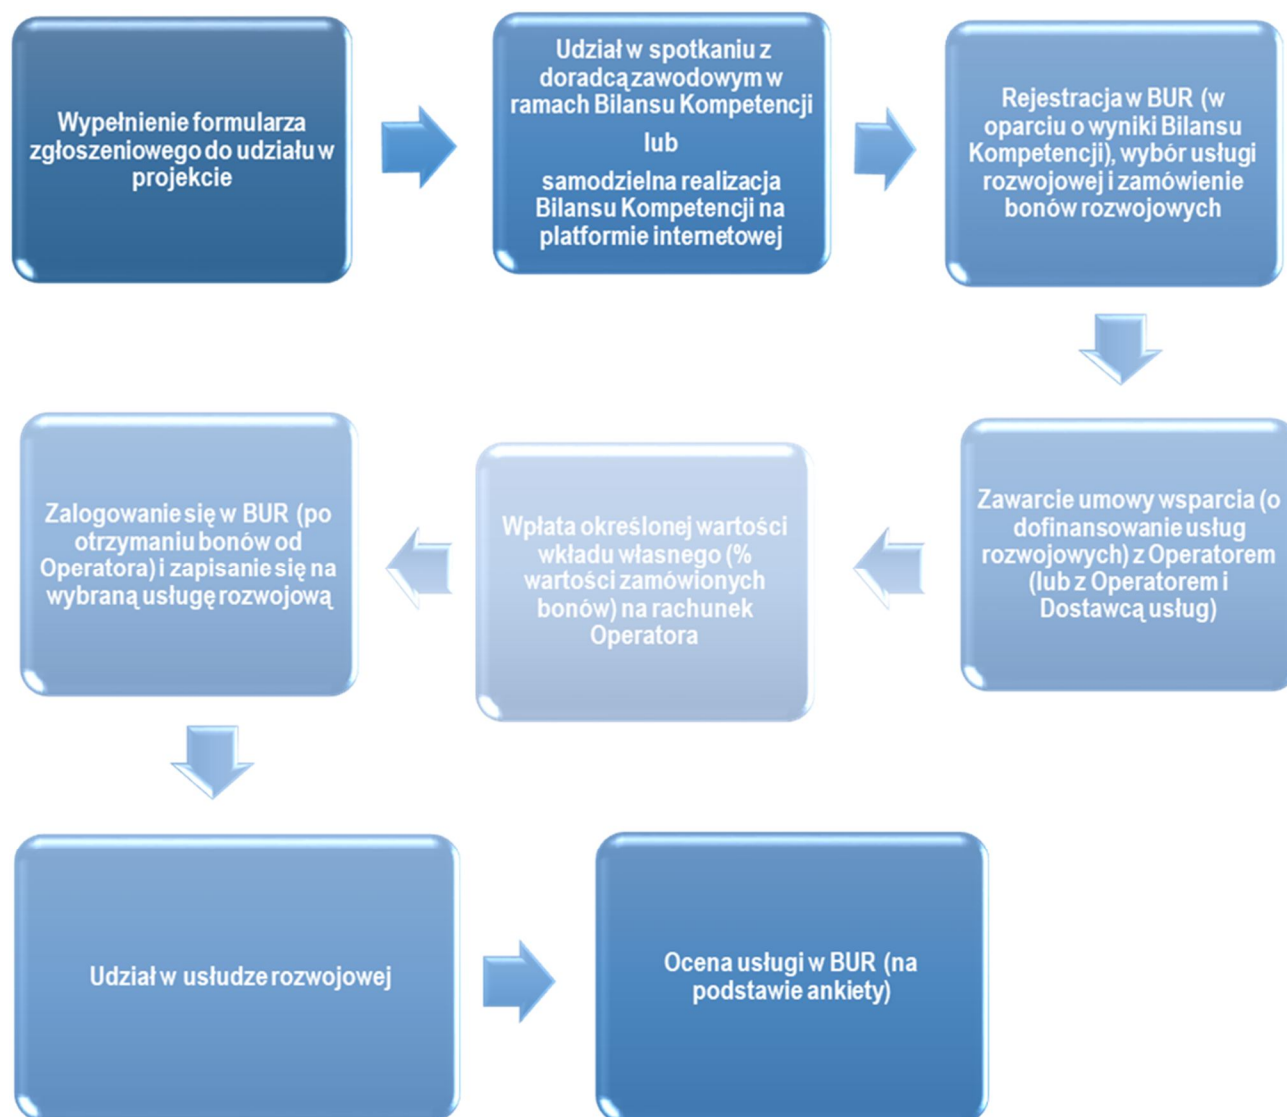 Wypełnienie formularza
zgłoszeniowego do udziału w
projekcie
Udział w spotkaniu z
doradcą zawodowym w
ramach Bilansu Kompetencji
lub
samodzielna realizacja
Bilansu Kompetencji na
platformie internetowej
Rejestracja w BUR (w
oparciu o wyniki Bilansu
Kompetencji), wybór usługi
rozwojowej i zamówienie
bonów rozwojowych
Zawarcie umowy wsparcia (o
dofinansowanie usług
rozwojowych) z Operatorem
(lub z Operatorem i
Dostawcą usług)
Wpłata określonej wartości
wkładu własnego (%
wartości zamówionych
bonów) na rachunek
Operatora
Zalogowanie się w BUR (po
otrzymaniu bonów od
Operatora) i zapisanie się na
wybraną usługę rozwojową
Udział w usłudze rozwojowej
Ocena usługi w BUR (na
podstawie ankiety)